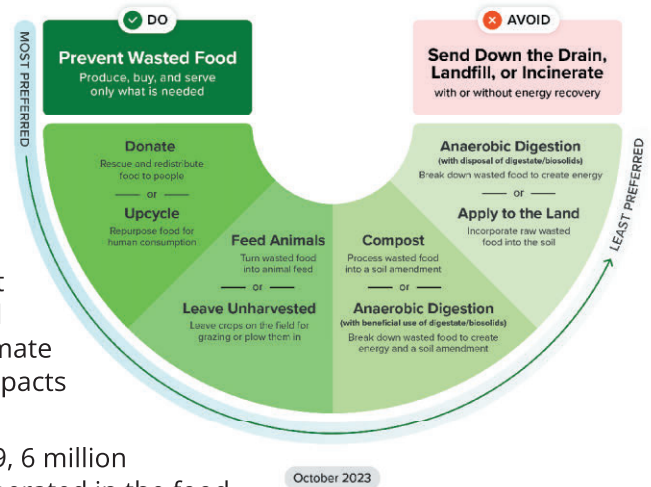 DO
AVOID
MOST PREFERRED
Prevent Wasted Food
Produce, buy, and serve
only what is needed
Send Down the Drain,
Landfill, or Incinerate
with or without energy recovery
Donate
Rescue and redistribute
food to people
or
Upcycle
Repurpose food for
human consumption
Feed Animals
Turn wasted food
into animal feed
or
Leave Unharvested
Leave crops on the field for
grazing or plow them in
Compost
Process wasted food
into a soil amendment
or
Anaerobic Digestion
(with beneficial use of digestate/biosolids)
Break down wasted food to create
energy and a soil amendment
Anaerobic Digestion
(with disposal of digestate/biosolids)
Break down wasted food to create energy
or
Apply to the Land
Incorporate raw wasted
food into the soil
LEAST PREFERRED
mate
pacts
9, 6 million
in the food
October 2023